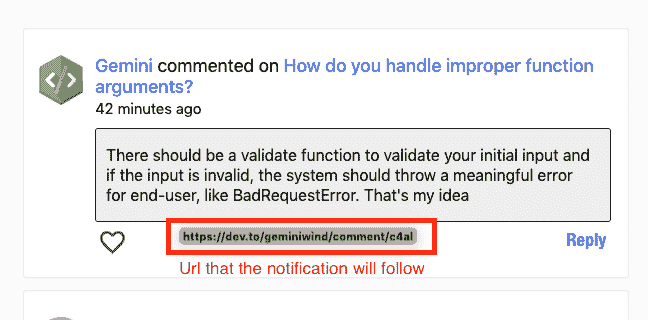 Gemini commented on How do you handle improper function
arguments?
42 minutes ago
There should be a validate function to validate your initial input and
if the input is invalid, the system should throw a meaningful error
for end-user, like BadRequestError. That's my idea
https://dev.to/geminiwind/comment/c4al
Reply
Url that the notification will follow